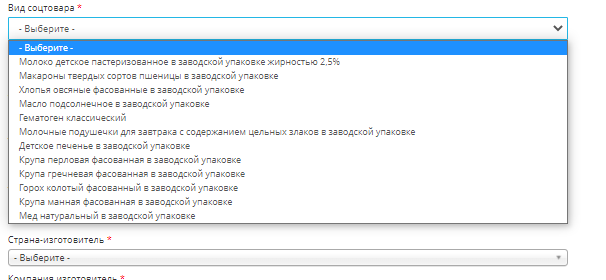 Вид соцтовара *
- Выберите -
- Выберите -
Молоко детское пастеризованное в заводской упаковке жирностью 2,5%
Макароны твердых сортов пшеницы в заводской упаковке
Хлопья овсяные фасованные в заводской упаковке
Масло подсолнечное в заводской упаковке
Гематоген классический
Молочные подушечки для завтрака с содержанием цельных злаков в заводской упаковке
Детское печенье в заводской упаковке
Крупа перловая фасованная в заводской упаковке
Крупа гречневая фасованная в заводской упаковке
Горох колотый фасованный в заводской упаковке
Крупа манная фасованная в заводской упаковке
Мед натуральный в заводской упаковке
Страна-изготовитель *
- Выберите -
Компания изготовитель *